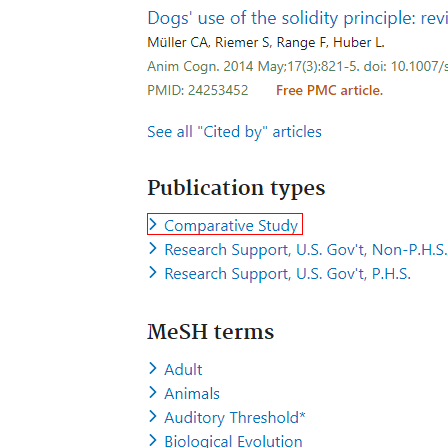 Dogs' use of the solidity principle: revi
Müller CA, Riemer S, Range F, Huber L.
Anim Cogn. 2014 May;17(3):821-5. doi: 10.1007/s
PMID: 24253452 Free PMC article.
See all "Cited by" articles
Publication types
Comparative Study
Research Support, U.S. Gov't, Non-P.H.S.
Research Support, U.S. Gov't, P.H.S.
MeSH terms
Adult
Animals
Auditory Threshold*
Biological Evolution